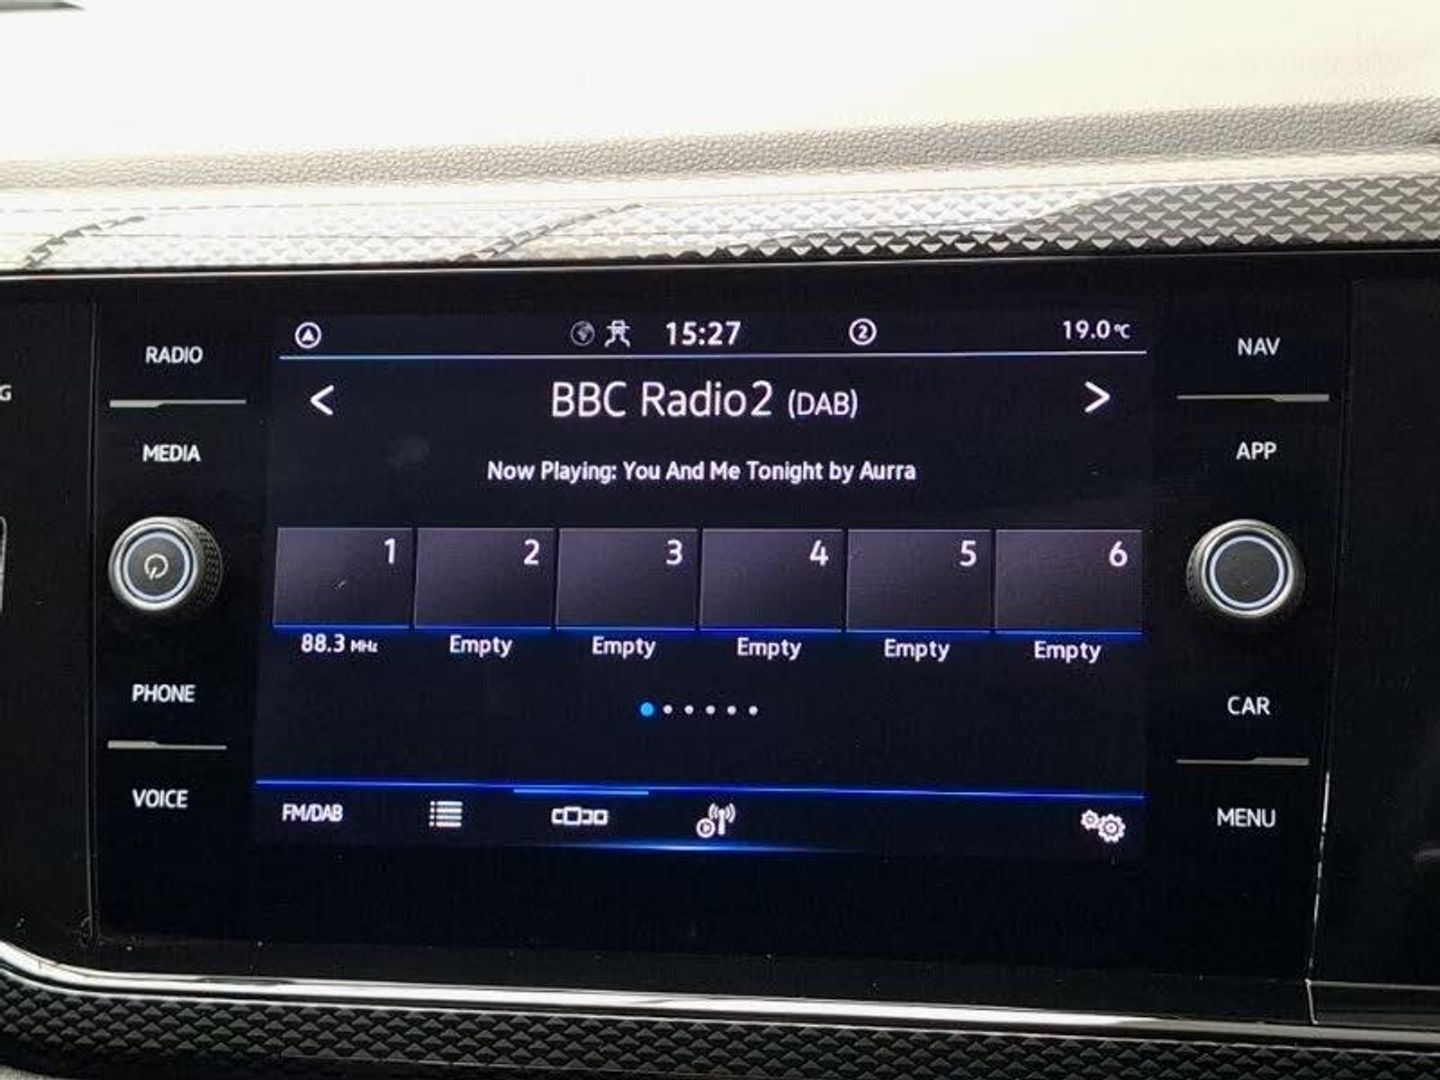 G
RADIO
MEDIA
PHONE
VOICE
15:27
2
19.0°C
< BBC Radio2 (DAB) >
Now Playing: You And Me Tonight by Aurra
1 2 3 4 5 6
88.3 MHz Empty Empty Empty Empty Empty
FM/DAB
NAV
APP
CAR
MENU